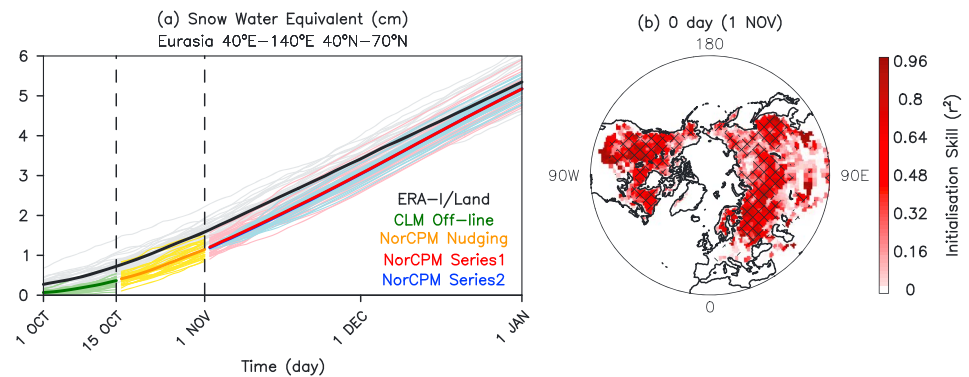 (a) Snow Water Equivalent (cm)
Eurasia 40°E−140°E 40°N−70°N
6
5
4
3
2
1
0
ERA−I/Land
CLM Off−line
NorCPM Nudging
NorCPM Series1
NorCPM Series2
1 OCT
15 OCT
1 NOV
1 DEC
1 JAN
Time (day)
(b) 0 day (1 NOV)
180
90W
90E
0
0.96
0.8
0.64
0.48
0.32
0.16
0
Initialisation Skill (r²)